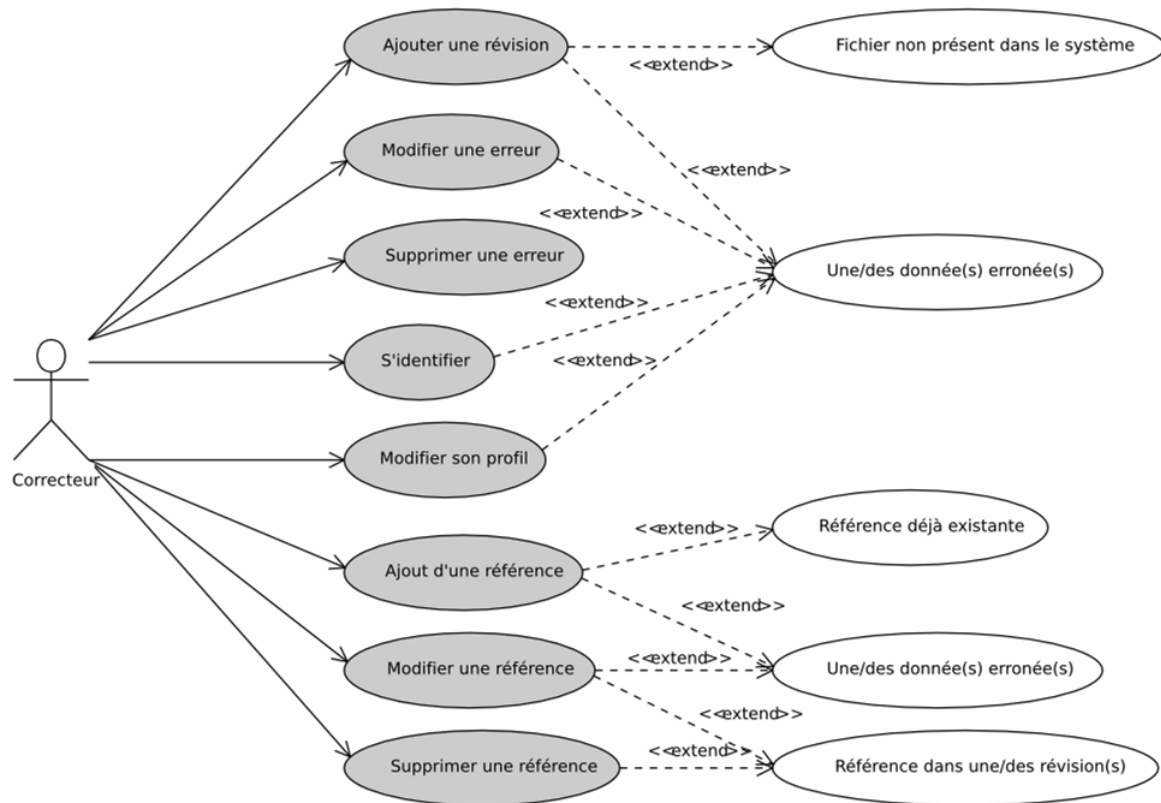 Ajouter une révision
Fichier non présent dans le système
<<extend>>
Modifier une erreur
<<extend>>
<<extend>>
Supprimer une erreur
Une/des donnée(s) erronée(s)
<<extend>>
S'identifier
<<extend>>
Modifier son profil
Correcteur
Référence déjà existante
<<extend>>
Ajout d'une référence
<<extend>>
<<extend>>
Modifier une référence
Une/des donnée(s) erronée(s)
<<extend>>
<<extend>>
Supprimer une référence
Référence dans une/des révision(s)